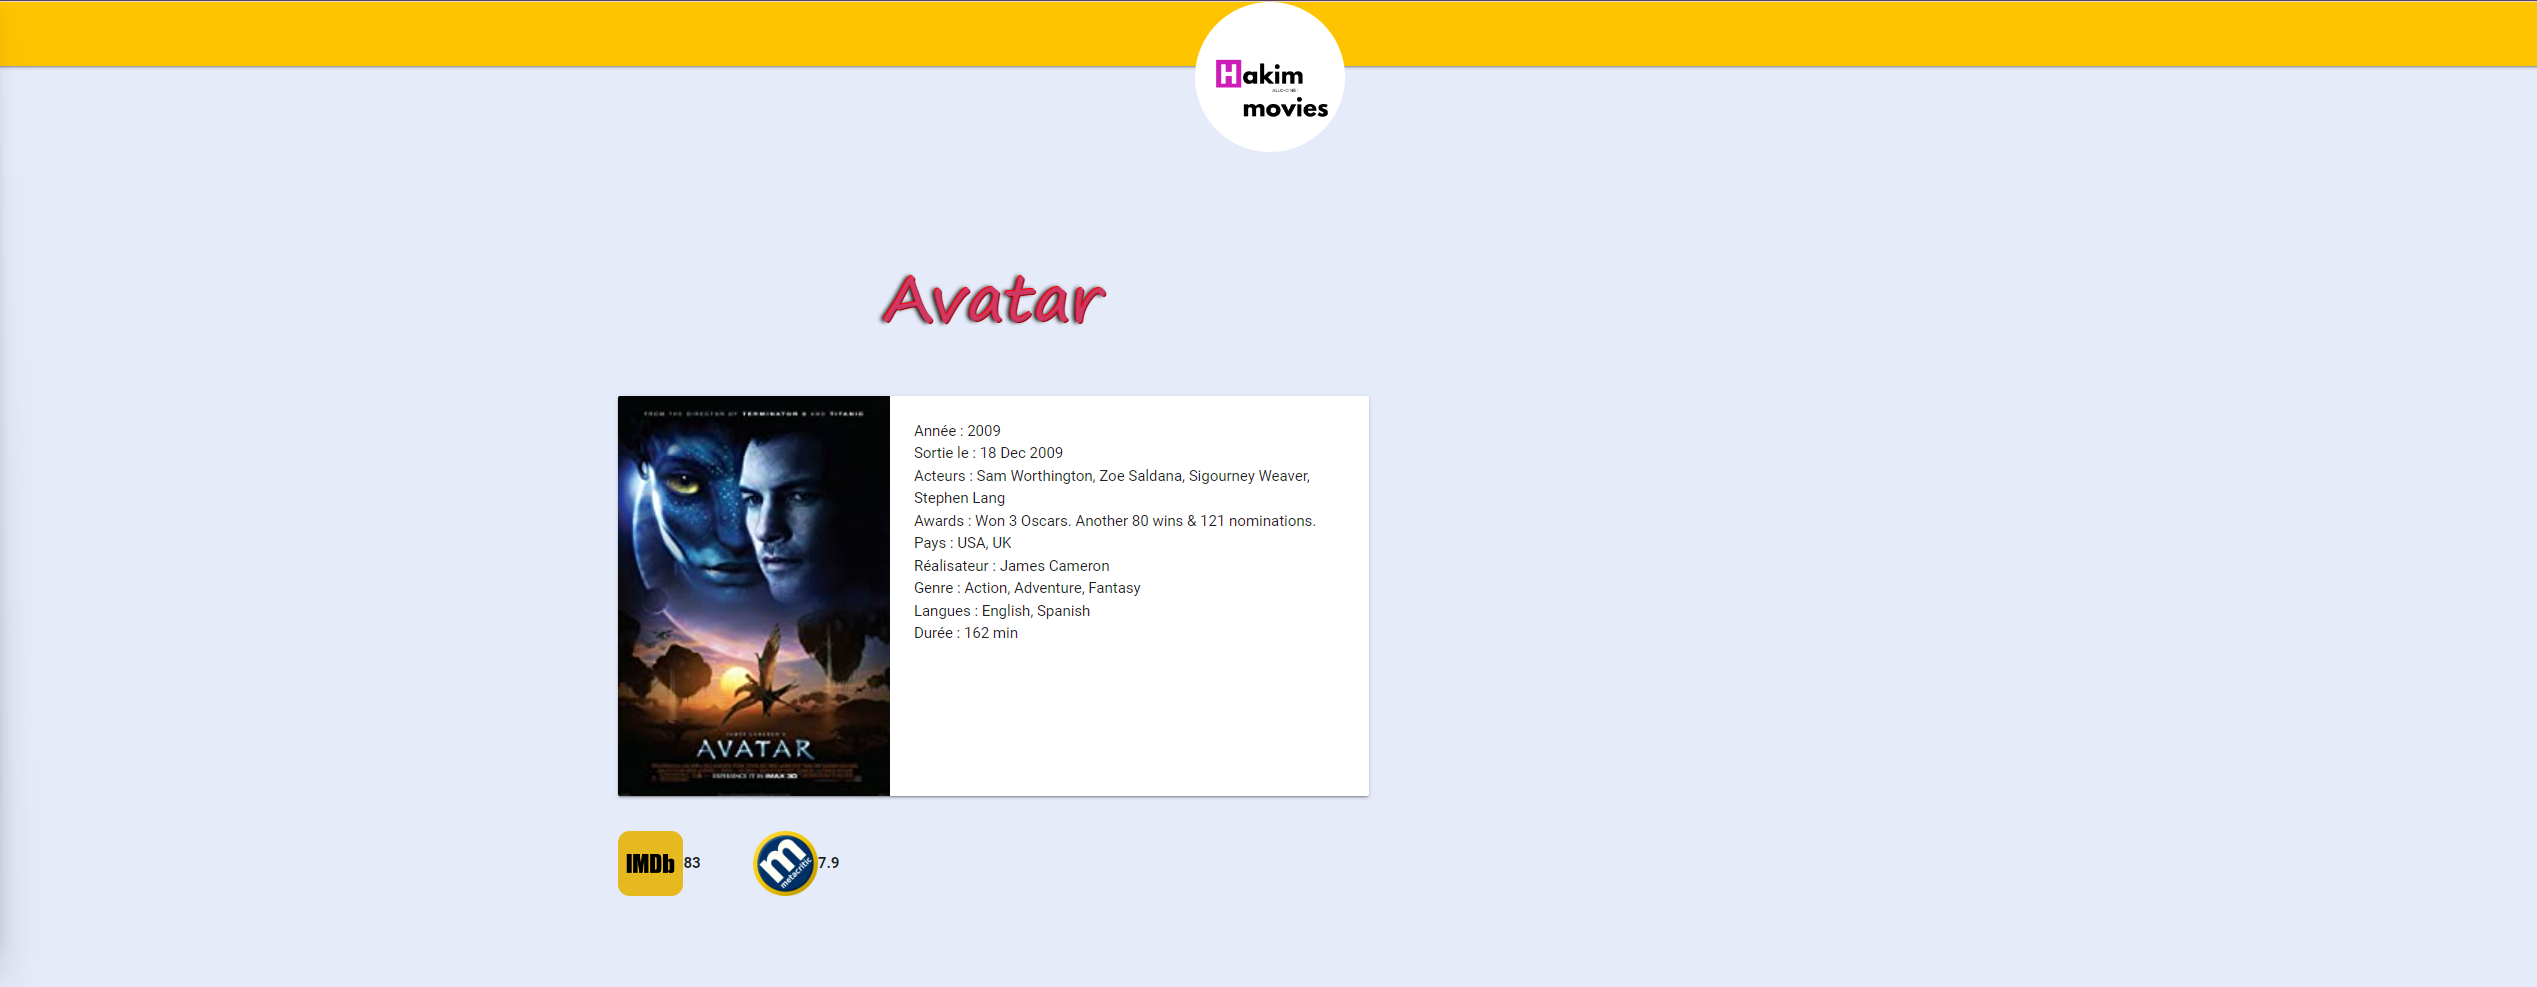 Hakim
ALLO-CINE!
movies
Avatar
FROM THE DIRECTOR OF TERMINATOR 2 AND TITANIC
JAMES CAMERON'S
AVATAR
EXPERIENCE IT IN IMAX 3D
Année : 2009
Sortie le : 18 Dec 2009
Acteurs : Sam Worthington, Zoe Saldana, Sigourney Weaver,
Stephen Lang
Awards : Won 3 Oscars. Another 80 wins & 121 nominations.
Pays : USA, UK
Réalisateur : James Cameron
Genre : Action, Adventure, Fantasy
Langues : English, Spanish
Durée : 162 min
IMDb 83
m metacritic 7.9